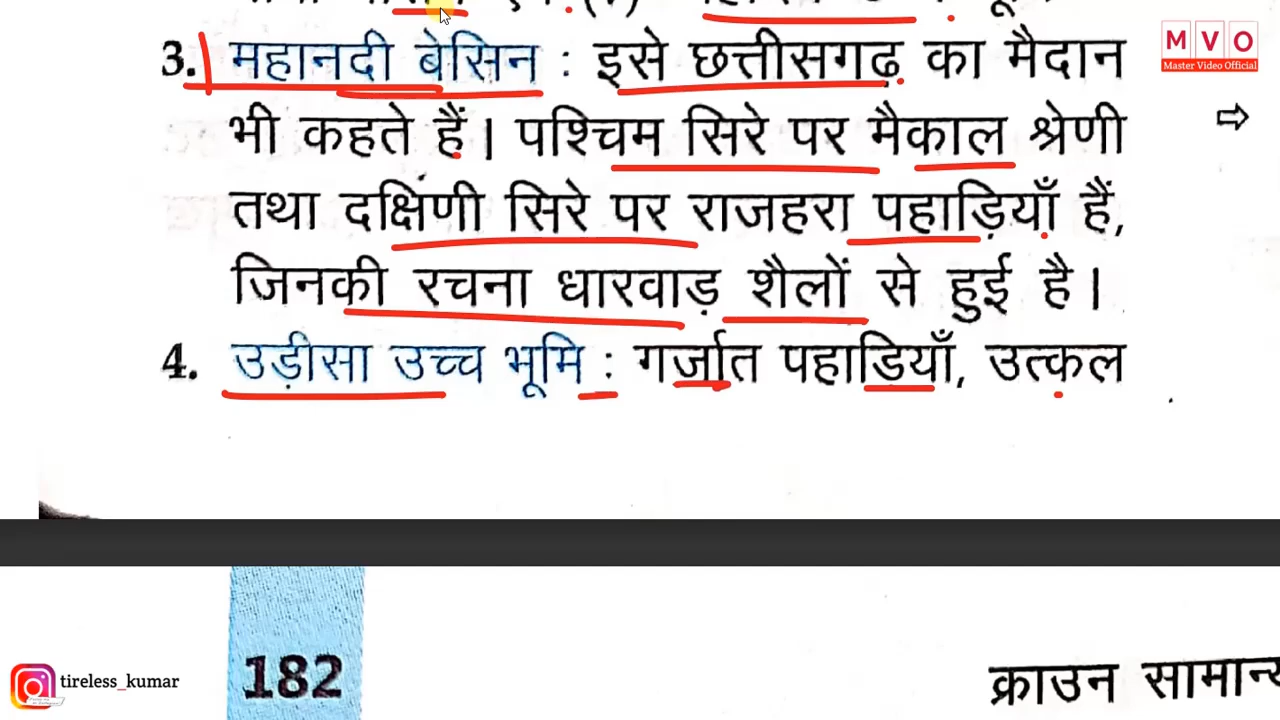 3. महानदी बेसिन : इसे छत्तीसगढ़ का मैदान
भी कहते हैं। पश्चिम सिरे पर मैकाल श्रेणी
तथा दक्षिणी सिरे पर राजहरा पहाड़ियाँ हैं,
जिनकी रचना धारवाड़ शैलों से हुई है।
4. उड़ीसा उच्च भूमि : गर्जात पहाडियाँ, उत्कल
M V O
Master Video Official
⇨
tireless_kumar
182
क्राउन